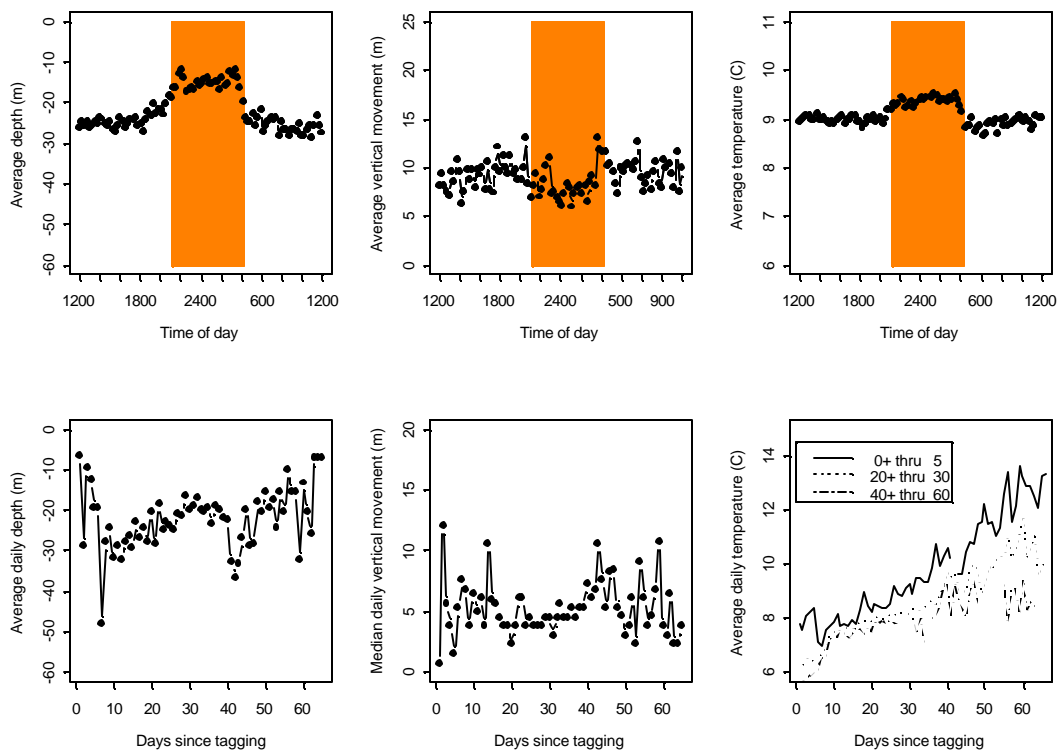 Average depth (m)
0
-10
-20
-30
-40
-50
-60
1200 1800 2400 600 1200
Time of day
Average vertical movement (m)
25
20
15
10
5
0
1200 1800 2400 500 900
Time of day
Average temperature (C)
11
10
9
8
7
6
1200 1800 2400 600 1200
Time of day
Average daily depth (m)
0
-10
-20
-30
-40
-50
-60
0 10 20 30 40 50 60
Days since tagging
Median daily vertical movement (m)
20
15
10
5
0
0 10 20 30 40 50 60
Days since tagging
Average daily temperature (C)
14
12
10
8
6
0+ thru 5
20+ thru 30
40+ thru 60
0 10 20 30 40 50 60
Days since tagging